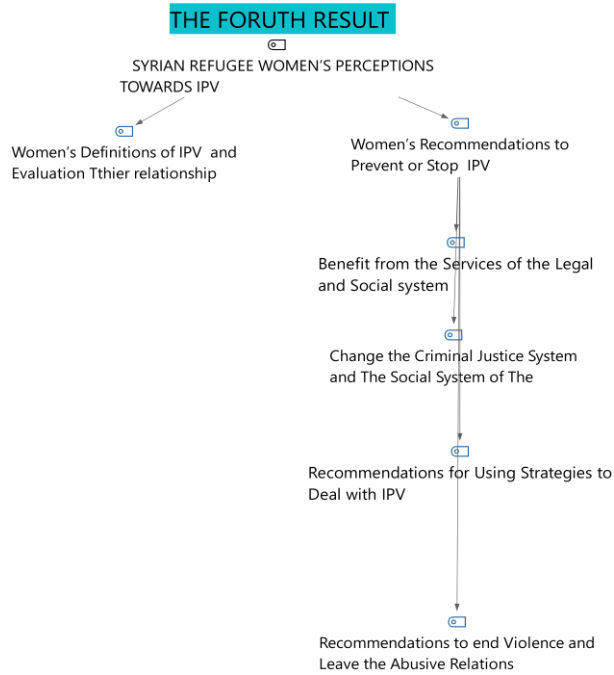 THE FORUTH RESULT
SYRIAN REFUGEE WOMEN'S PERCEPTIONS
TOWARDS IPV
Women's Definitions of IPV and
Evaluation Tthier relationship
Women's Recommendations to
Prevent or Stop IPV
Benefit from the Services of the Legal
and Social system
Change the Criminal Justice System
and The Social System of The
Recommendations for Using Strategies to
Deal with IPV
Recommendations to end Violence and
Leave the Abusive Relations